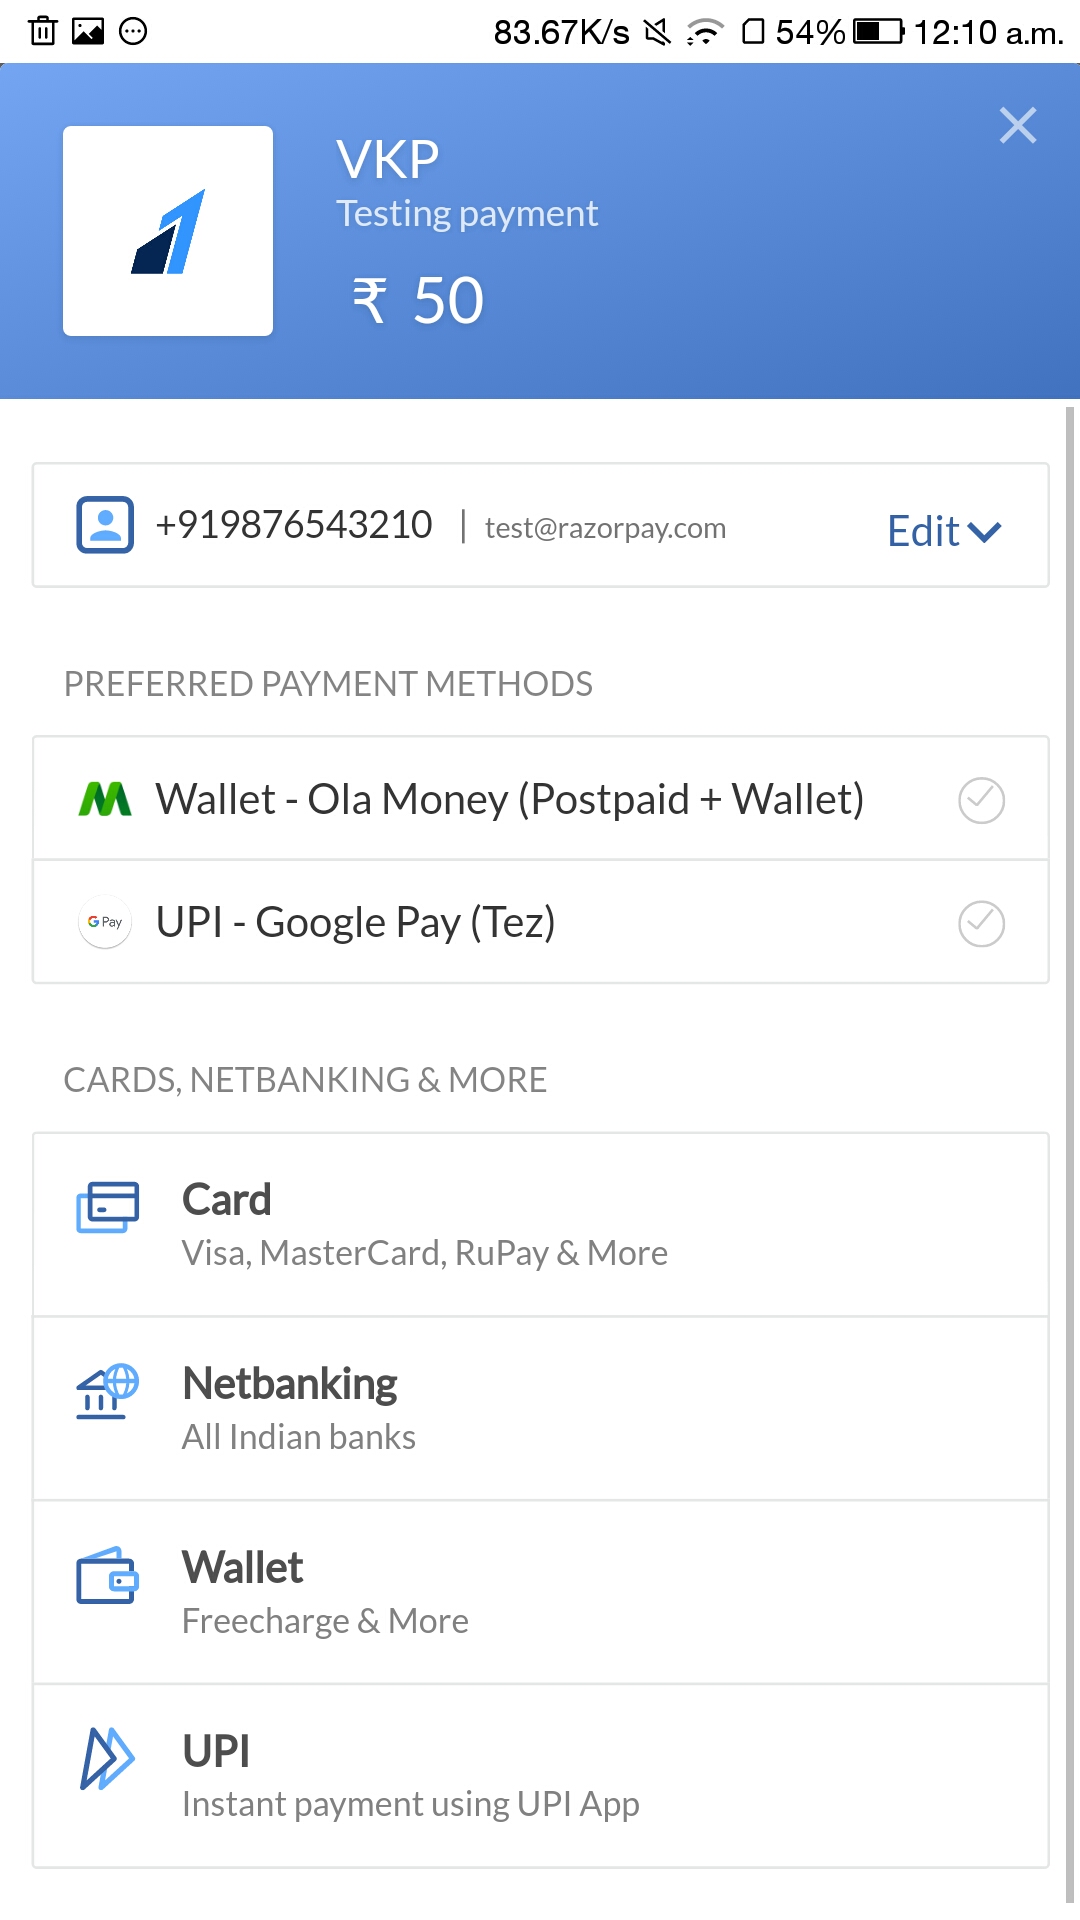 83.67K/s 54% 12:10 a.m.
VKP
Testing payment
₹ 50
+919876543210 | test@razorpay.com Edit
PREFERRED PAYMENT METHODS
Wallet - Ola Money (Postpaid + Wallet)
G Pay UPI - Google Pay (Tez)
CARDS, NETBANKING & MORE
Card
Visa, MasterCard, RuPay & More
Netbanking
All Indian banks
Wallet
Freecharge & More
UPI
Instant payment using UPI App